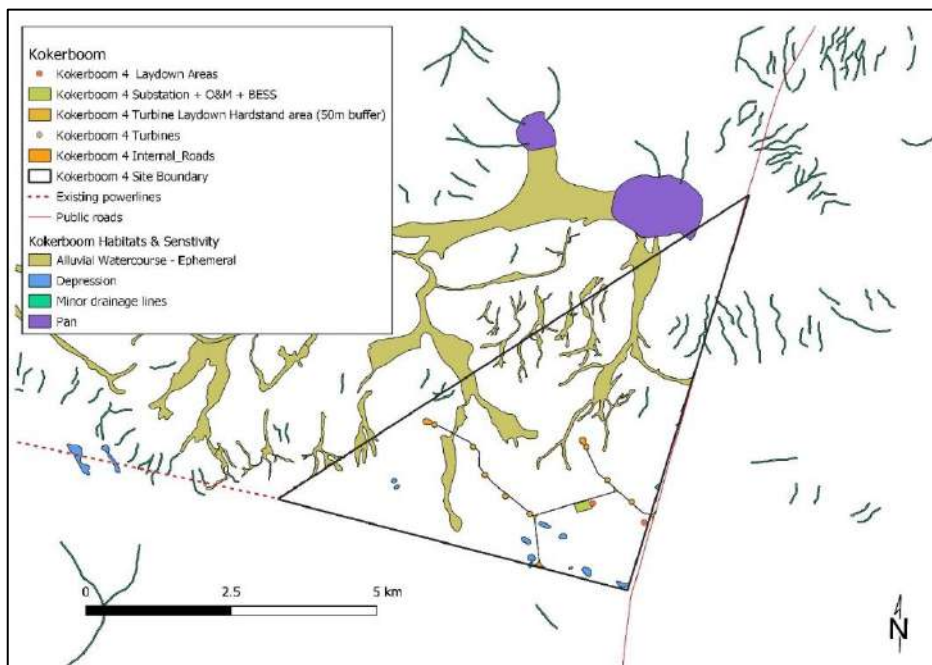 Kokerboom
Kokerboom 4 Laydown Areas
Kokerboom 4 Substation + O&M + BESS
Kokerboom 4 Turbine Laydown Hardstand area (50m buffer)
Kokerboom 4 Turbines
Kokerboom 4 Internal_Roads
Kokerboom 4 Site Boundary
Existing powerlines
Public roads
Kokerboom Habitats & Senstivity
Alluvial Watercourse - Ephemeral
Depression
Minor drainage lines
Pan
0 2.5 5 km
N